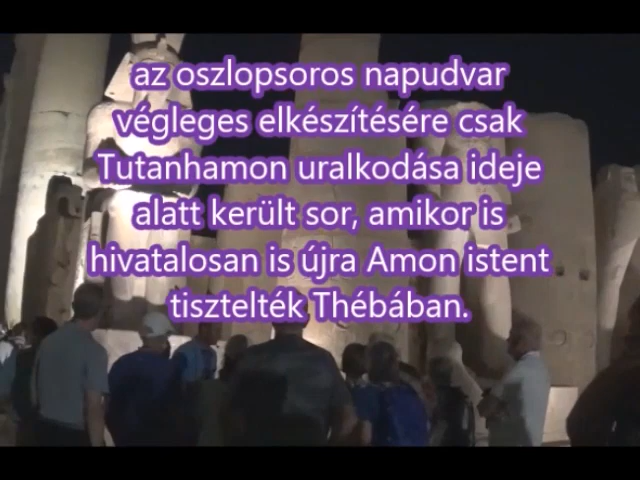 az oszlopsoros napudvar
végleges elkészítésére csak
Tutanhamon uralkodása ideje
alatt került sor, amikor is
hivatalosan is újra Amon istent
tisztelték Thébában.